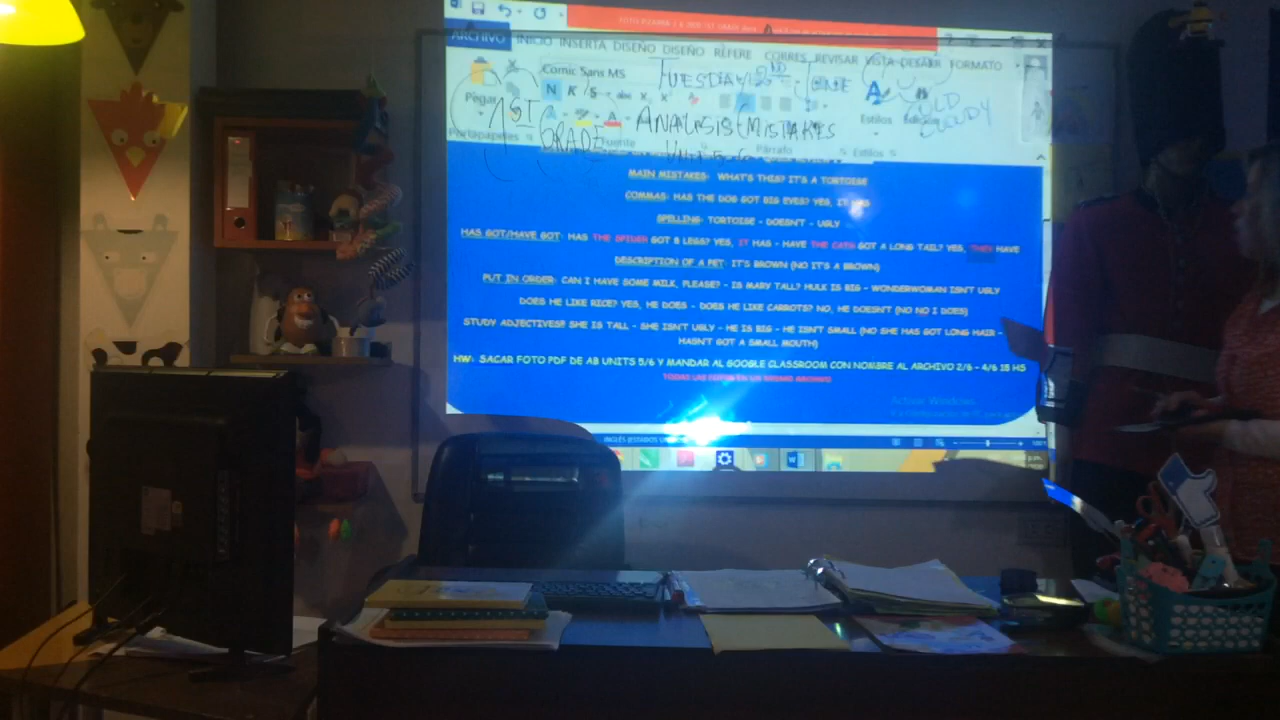 ARCHIVO INICIO INSERTA DISEÑO DISEÑO REFERE CORRES REVISAR VISTA DESARR FORMATO
Comic Sans MS
TUESDAY 2ND JUNE
Pegar
N K S abc X X
Estilos Edición
COLD
CLOUDY
1ST GRADE
ANALYSIS MISTAKES
Portapapeles Fuente Párrafo Estilos
MAIN MISTAKES- WHAT'S THIS? IT'S A TORTOISE
COMMAS- HAS THE DOG GOT BIG EYES? YES, IT HAS
SPELLING- TORTOISE - DOESN'T - UGLY
HAS GOT/HAVE GOT: HAS THE SPIDER GOT 8 LEGS? YES, IT HAS - HAVE THE CATS GOT A LONG TAIL? YES, THEY HAVE
DESCRIPTION OF A PET- IT'S BROWN (NO IT'S A BROWN)
PUT IN ORDER: CAN I HAVE SOME MILK, PLEASE? - IS MARY TALL? HULK IS BIG - WONDERWOMAN ISN'T UGLY
DOES HE LIKE RICE? YES, HE DOES - DOES HE LIKE CARROTS? NO, HE DOESN'T (NO NO I DOES)
STUDY ADJECTIVES!! SHE IS TALL - SHE ISN'T UGLY - HE IS BIG - HE ISN'T SMALL (NO SHE HAS GOT LONG HAIR -
HASN'T GOT A SMALL MOUTH)
HW: SACAR FOTO PDF DE AB UNITS 5/6 Y MANDAR AL GOOGLE CLASSROOM CON NOMBRE AL ARCHIVO 2/6 - 4/6 15 HS
TODAS LAS FOTOS EN UN MISMO ARCHIVO
Activar Windows
INGLÉS (ESTADOS